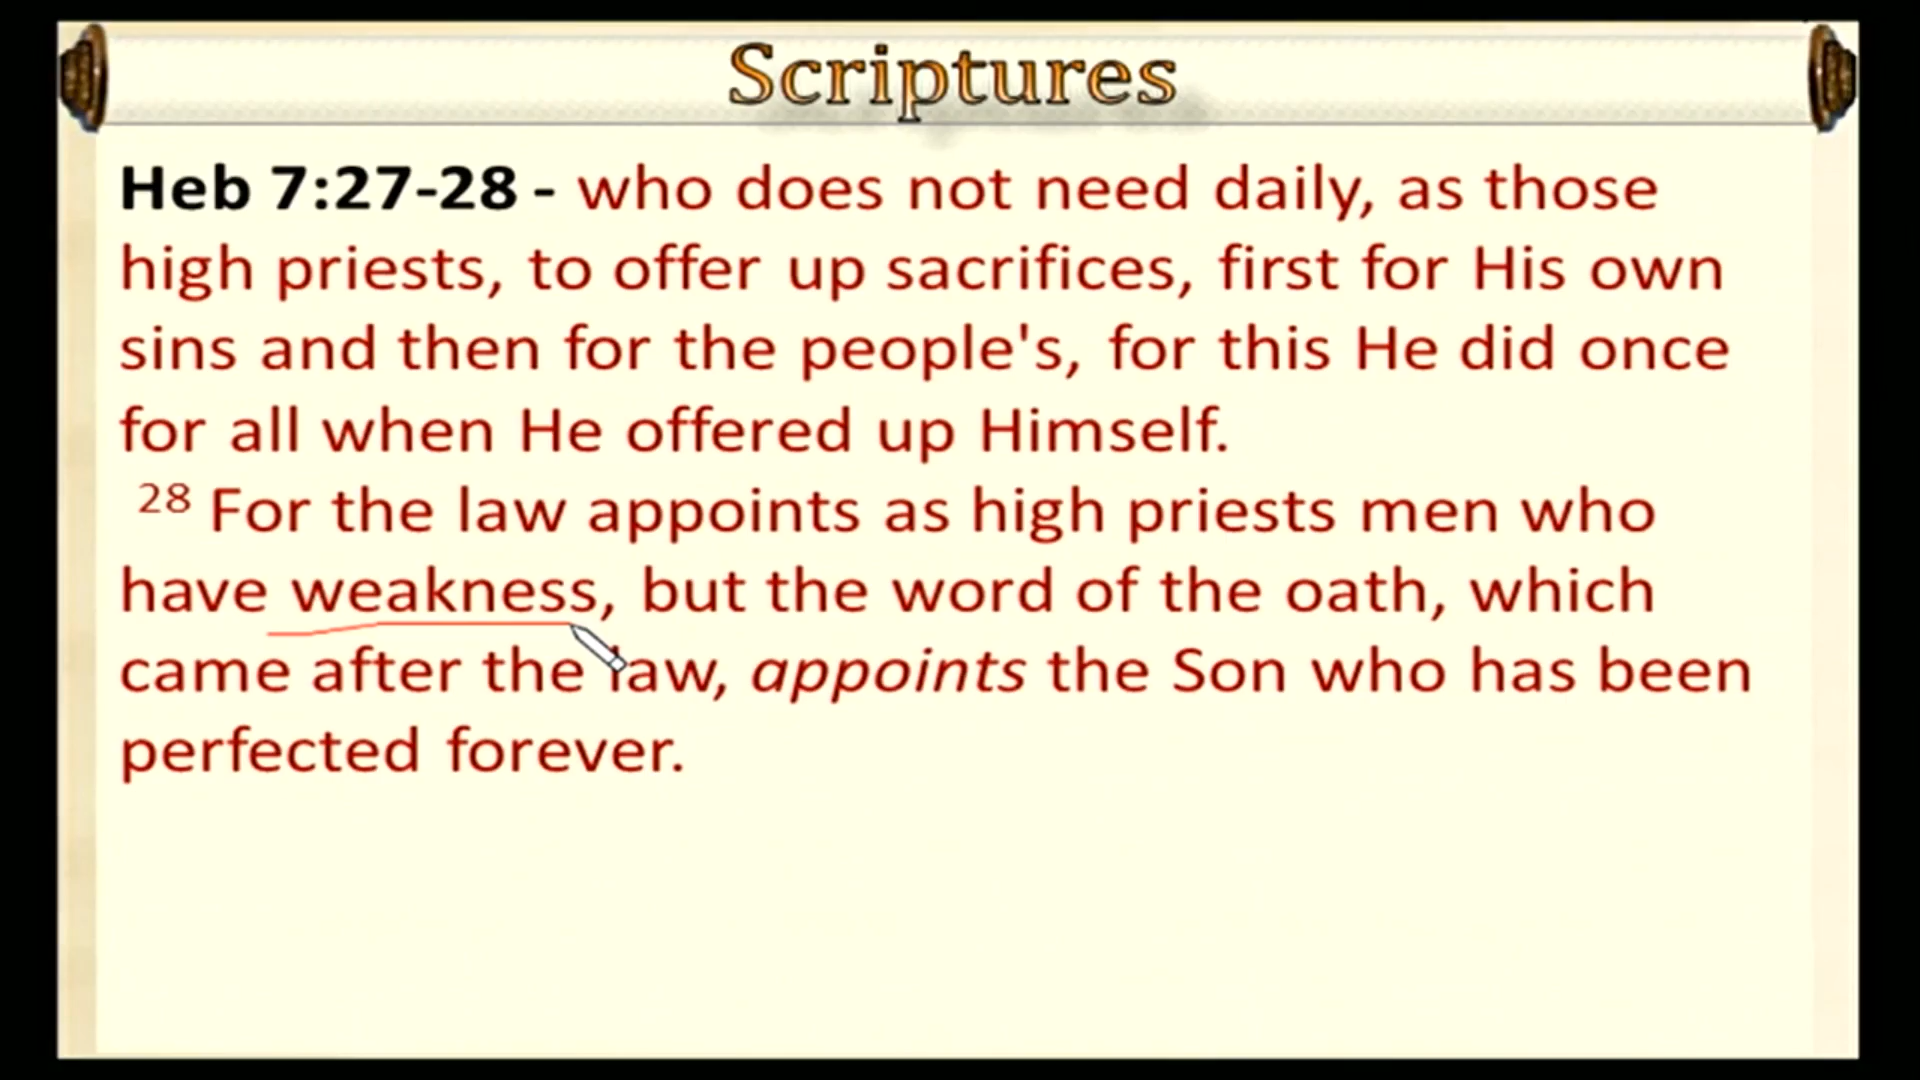 Scriptures
Heb 7:27-28 - who does not need daily, as those
high priests, to offer up sacrifices, first for His own
sins and then for the people's, for this He did once
for all when He offered up Himself.
28 For the law appoints as high priests men who
have weakness, but the word of the oath, which
came after the law, appoints the Son who has been
perfected forever.